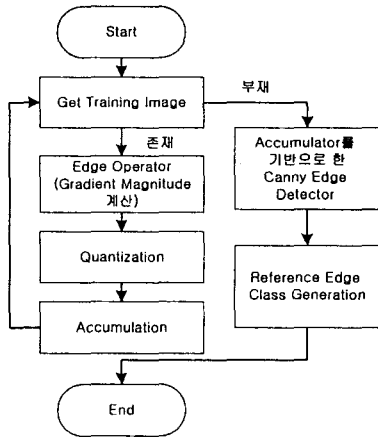 Start
Get Training Image
부재
존재
Edge Operator
(Gradient Magnitude
계산)
Accumulator를
기반으로 한
Canny Edge
Detector
Quantization
Reference Edge
Class Generation
Accumulation
End